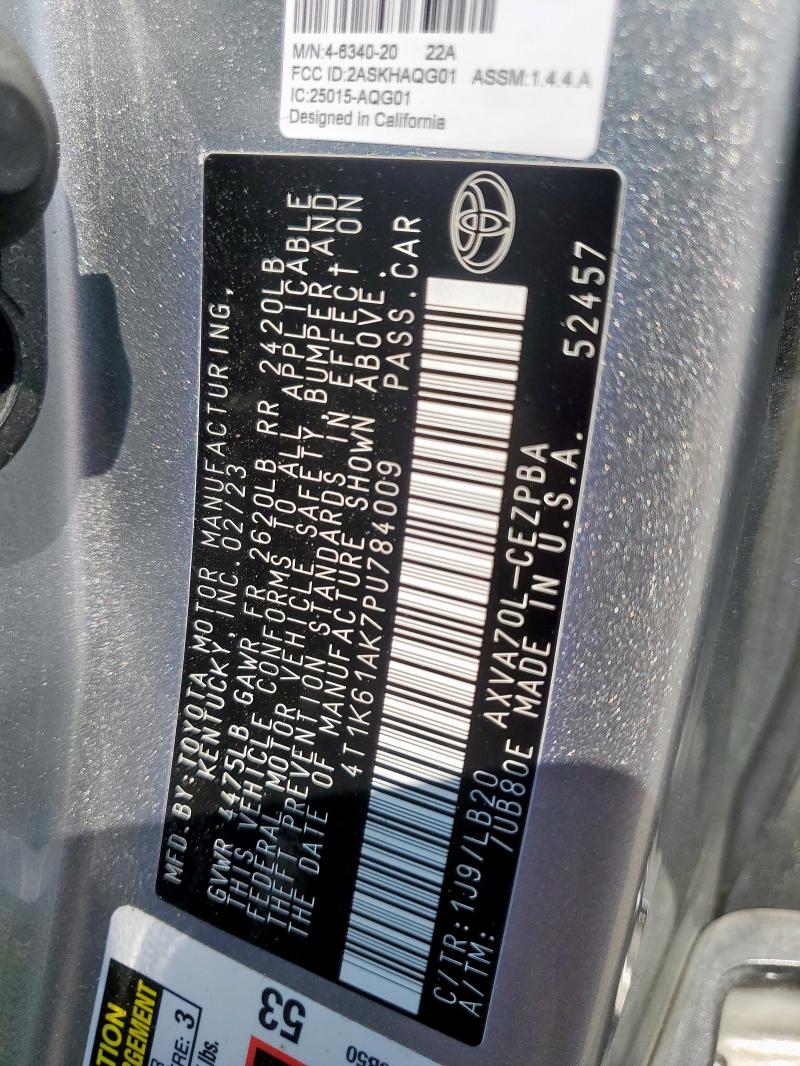 M/N:4-6340-20 22A
FCC ID:2ASKHAQG01 ASSM:1.4.4.A
IC:25015-AQG01
Designed in California
MFD.BY:TOYOTA MOTOR MANUFACTURING,
KENTUCKY, INC. 02/23
GVWR 4475LB GAWR FR 2620LB RR 2420LB
THIS VEHICLE CONFORMS TO ALL APPLICABLE
FEDERAL MOTOR VEHICLE SAFETY, BUMPER, AND
THEFT PREVENTION STANDARDS IN EFFECT ON
THE DATE OF MANUFACTURE SHOWN ABOVE.
4T1K61AK7PU784009 PASS.CAR
C/TR:1J9/LB20 AXVA70L-CEZPBA 52457
A/TM: 7UB80E MADE IN U.S.A.
53
RE: 3
lbs.